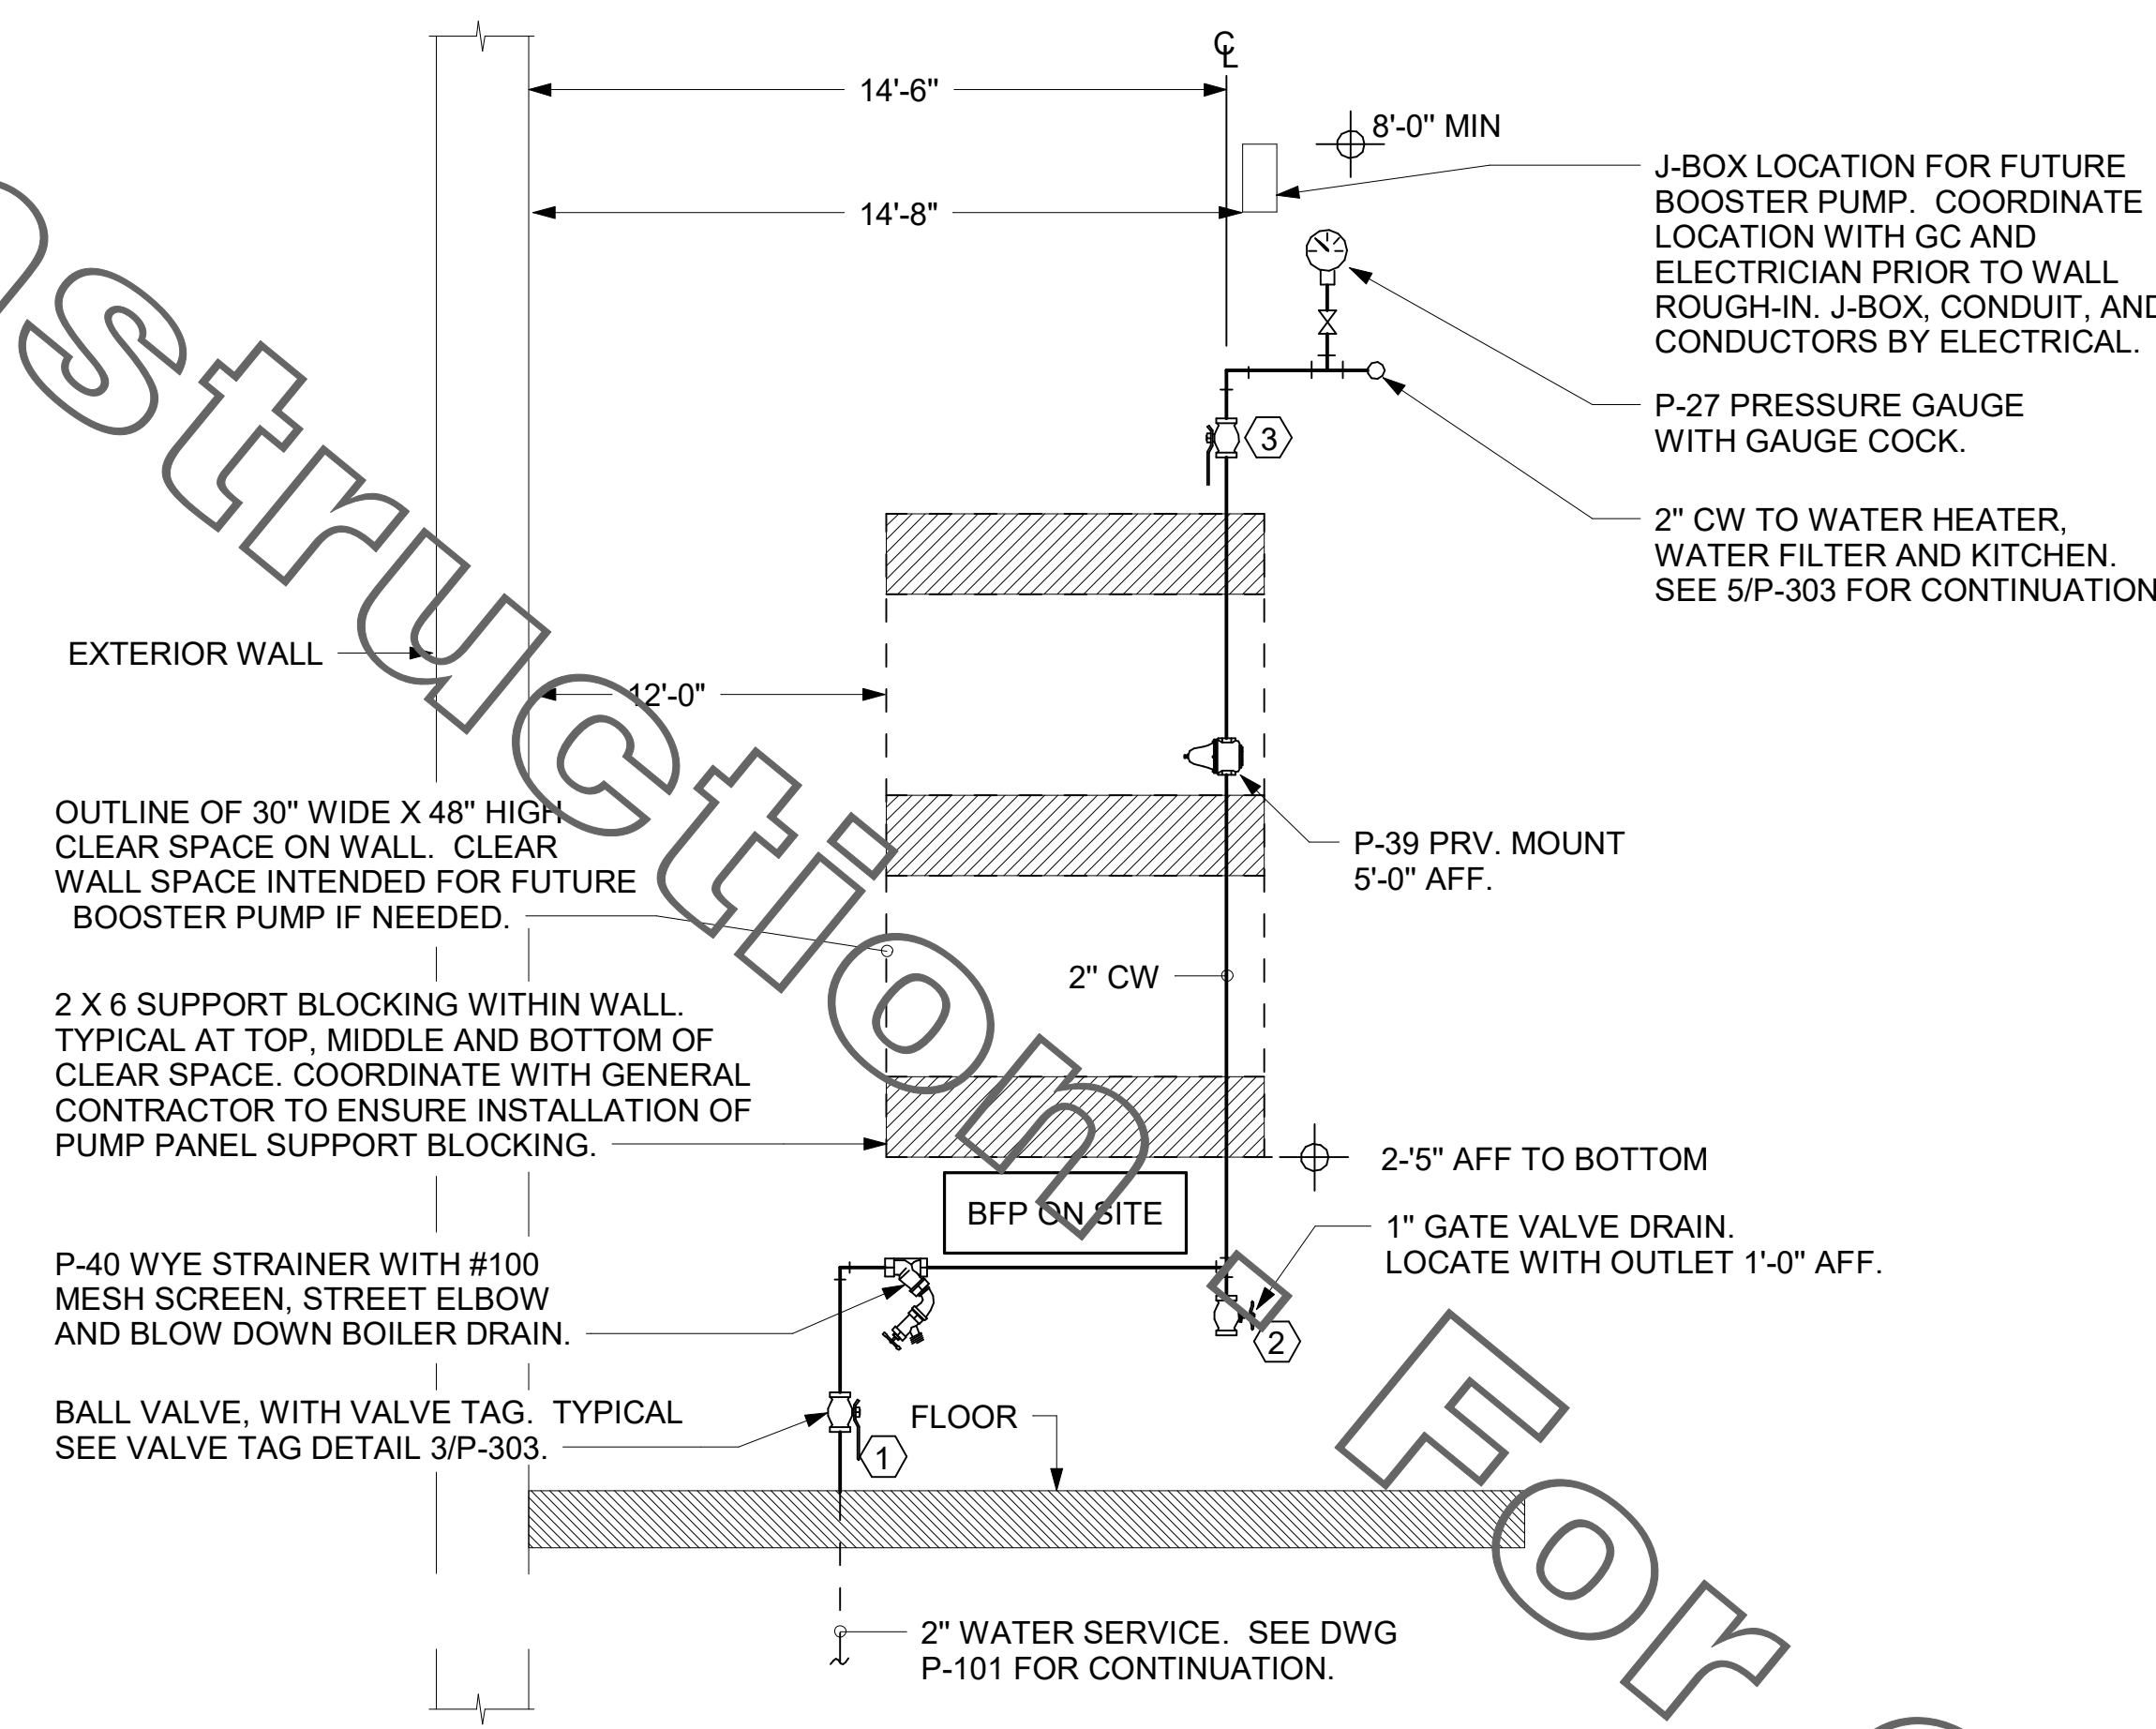 ℄
14'-6"
8'-0" MIN
14'-8"
J-BOX LOCATION FOR FUTURE
BOOSTER PUMP. COORDINATE
LOCATION WITH GC AND
ELECTRICIAN PRIOR TO WALL
ROUGH-IN. J-BOX, CONDUIT, AND
CONDUCTORS BY ELECTRICAL.
P-27 PRESSURE GAUGE
WITH GAUGE COCK.
3
2" CW TO WATER HEATER,
WATER FILTER AND KITCHEN.
SEE 5/P-303 FOR CONTINUATION
EXTERIOR WALL
12'-0"
OUTLINE OF 30" WIDE X 48" HIGH
CLEAR SPACE ON WALL. CLEAR
WALL SPACE INTENDED FOR FUTURE
BOOSTER PUMP IF NEEDED.
P-39 PRV. MOUNT
5'-0" AFF.
2" CW
2 X 6 SUPPORT BLOCKING WITHIN WALL.
TYPICAL AT TOP, MIDDLE AND BOTTOM OF
CLEAR SPACE. COORDINATE WITH GENERAL
CONTRACTOR TO ENSURE INSTALLATION OF
PUMP PANEL SUPPORT BLOCKING.
2-'5" AFF TO BOTTOM
BFP ON SITE
1" GATE VALVE DRAIN.
LOCATE WITH OUTLET 1'-0" AFF.
P-40 WYE STRAINER WITH #100
MESH SCREEN, STREET ELBOW
AND BLOW DOWN BOILER DRAIN.
2
BALL VALVE, WITH VALVE TAG. TYPICAL
SEE VALVE TAG DETAIL 3/P-303.
1
FLOOR
2" WATER SERVICE. SEE DWG
P-101 FOR CONTINUATION.
nstruction. For